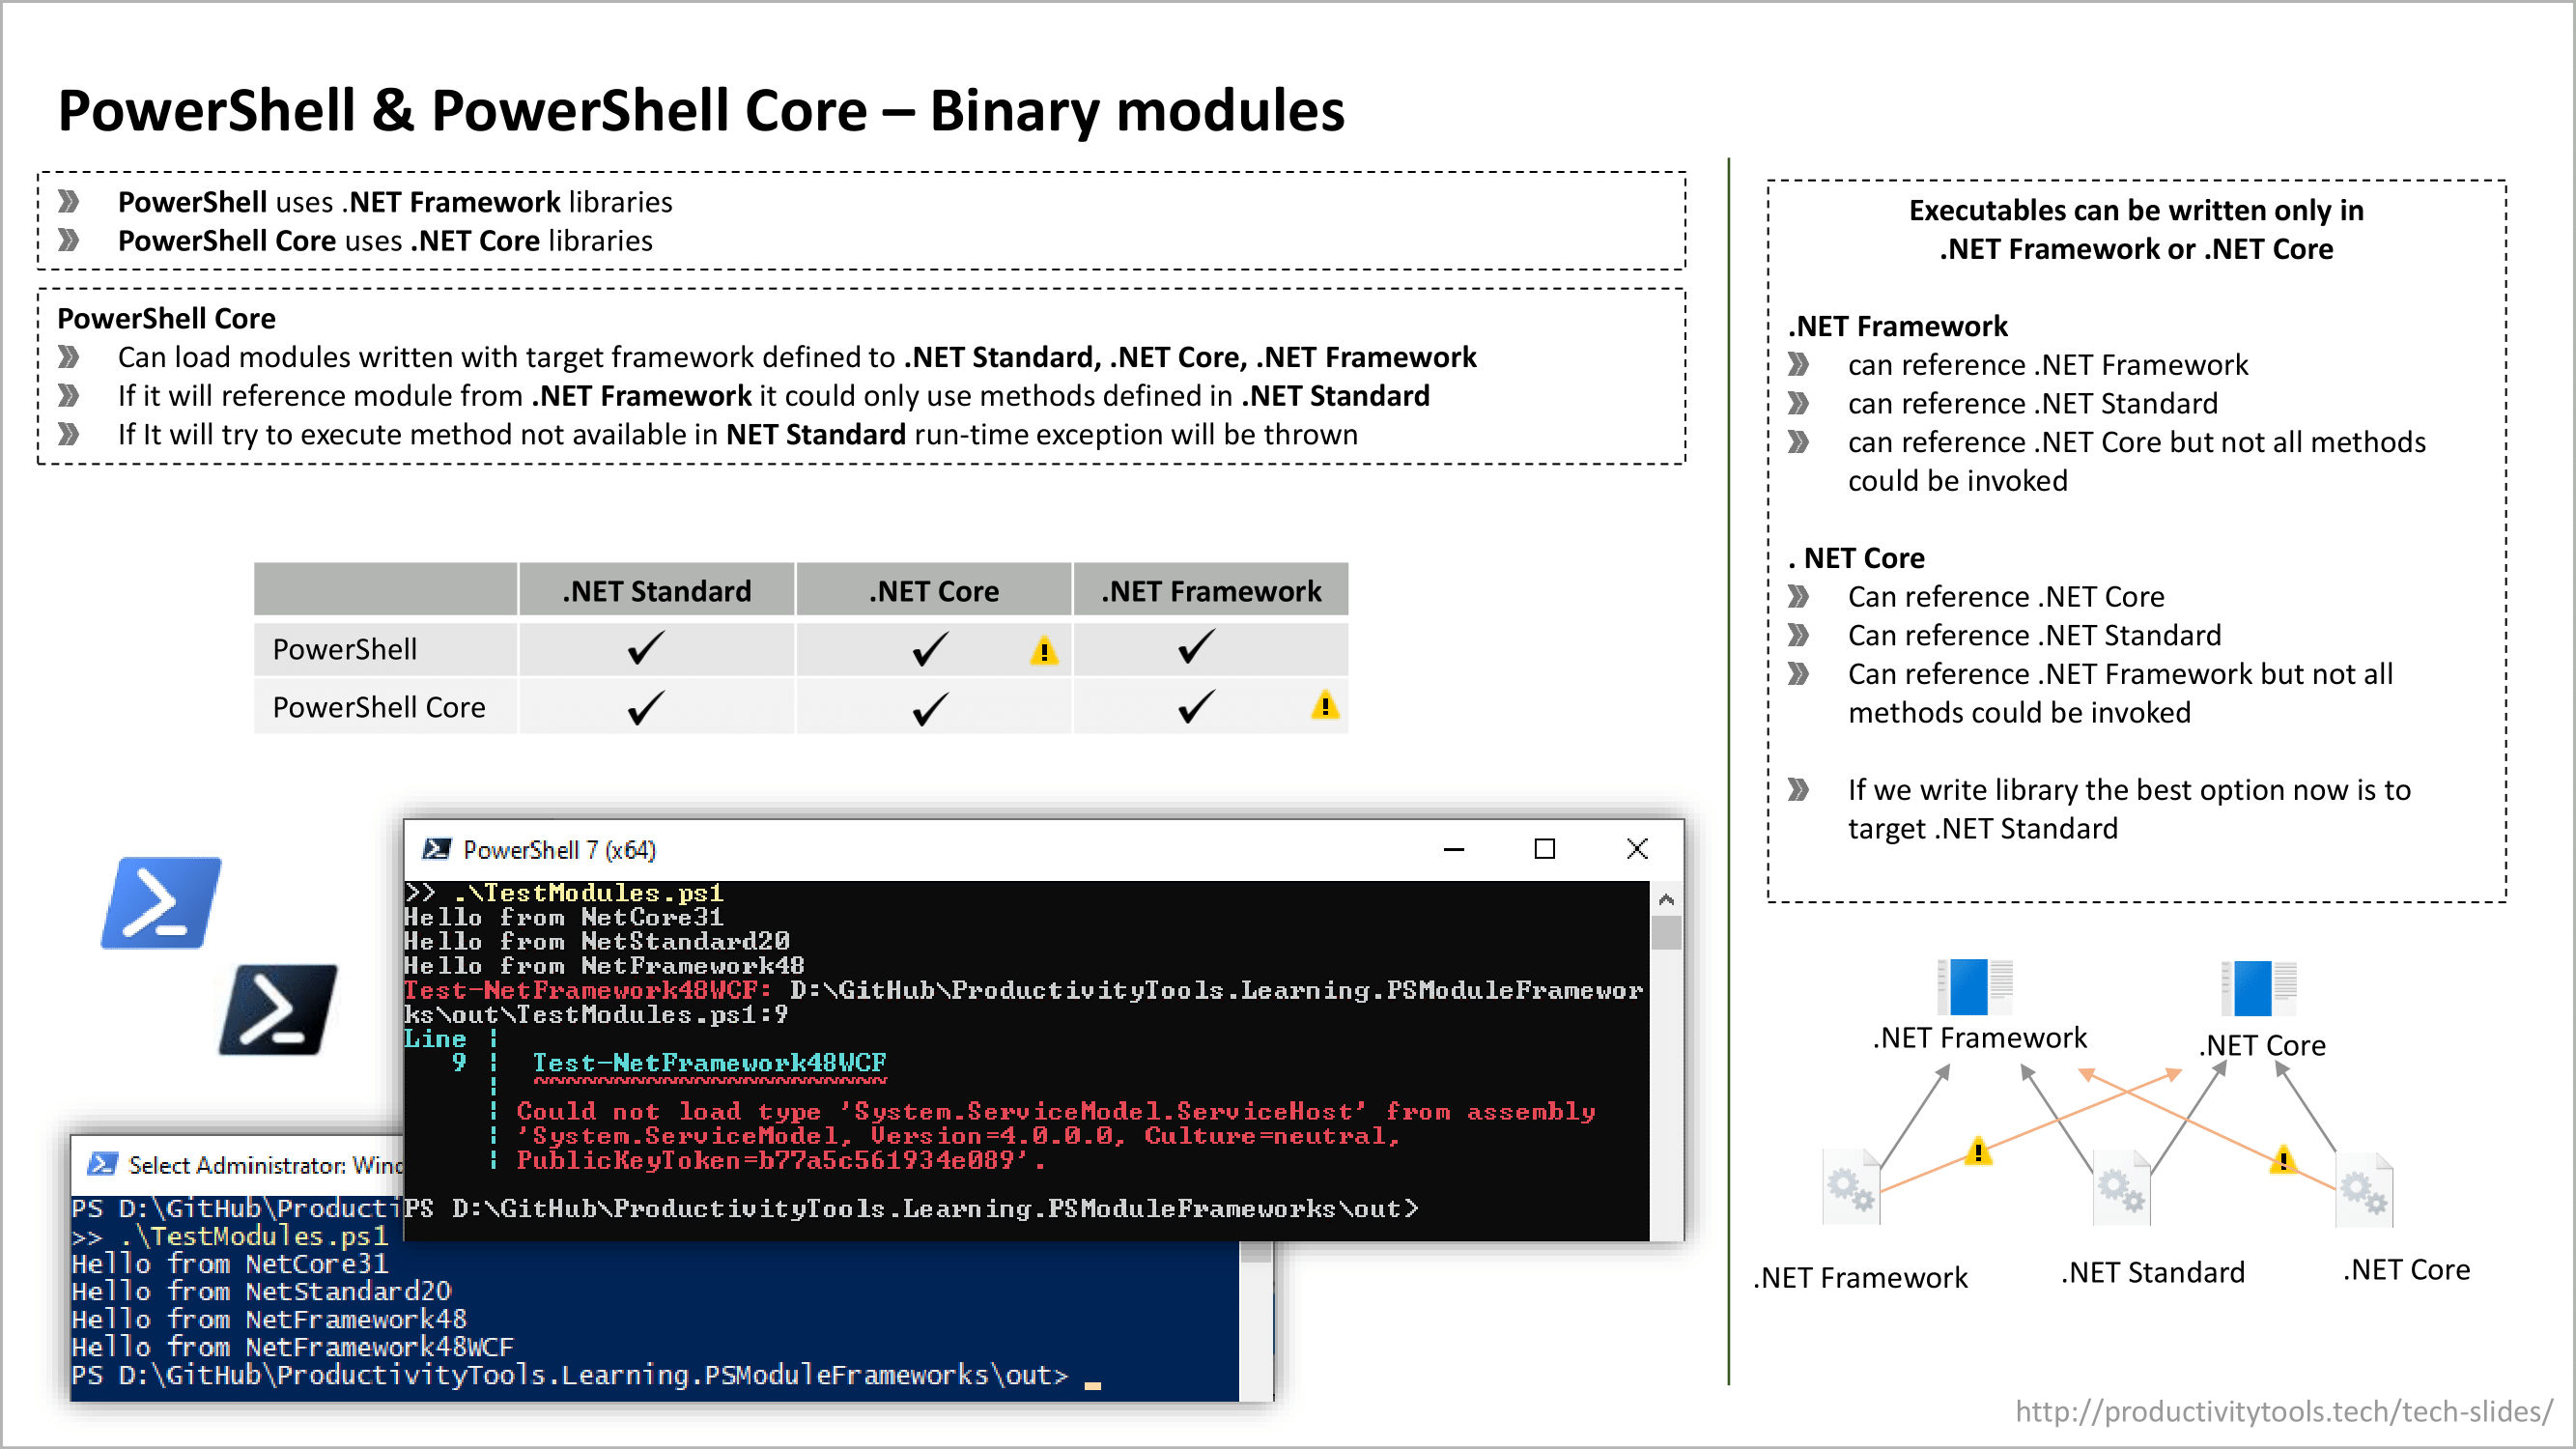 PowerShell & PowerShell Core – Binary modules
PowerShell uses .NET Framework libraries
PowerShell Core uses .NET Core libraries
PowerShell Core
Can load modules written with target framework defined to .NET Standard, .NET Core, .NET Framework
If it will reference module from .NET Framework it could only use methods defined in .NET Standard
If It will try to execute method not available in NET Standard run-time exception will be thrown
.NET Standard .NET Core .NET Framework
PowerShell
PowerShell Core
PowerShell 7 (x64)
>> .\TestModules.ps1
Hello from NetCore31
Hello from NetStandard20
Hello from NetFramework48
Test-NetFramework48WCF: D:\GitHub\ProductivityTools.Learning.PSModuleFramewor
ks\out\TestModules.ps1:9
Line |
9 | Test-NetFramework48WCF
| ~~~~~~~~~~~~~~~~~~~~~~
| Could not load type 'System.ServiceModel.ServiceHost' from assembly
| 'System.ServiceModel, Version=4.0.0.0, Culture=neutral,
| PublicKeyToken=b77a5c561934e089'.
PS D:\GitHub\ProductivityTools.Learning.PSModuleFrameworks\out>
Select Administrator: Wind
PS D:\GitHub\Producti
>> .\TestModules.ps1
Hello from NetCore31
Hello from NetStandard20
Hello from NetFramework48
Hello from NetFramework48WCF
PS D:\GitHub\ProductivityTools.Learning.PSModuleFrameworks\out> _
Executables can be written only in
.NET Framework or .NET Core
.NET Framework
can reference .NET Framework
can reference .NET Standard
can reference .NET Core but not all methods
could be invoked
. NET Core
Can reference .NET Core
Can reference .NET Standard
Can reference .NET Framework but not all
methods could be invoked
If we write library the best option now is to
target .NET Standard
.NET Framework
.NET Core
.NET Framework
.NET Standard
.NET Core
http://productivitytools.tech/tech-slides/